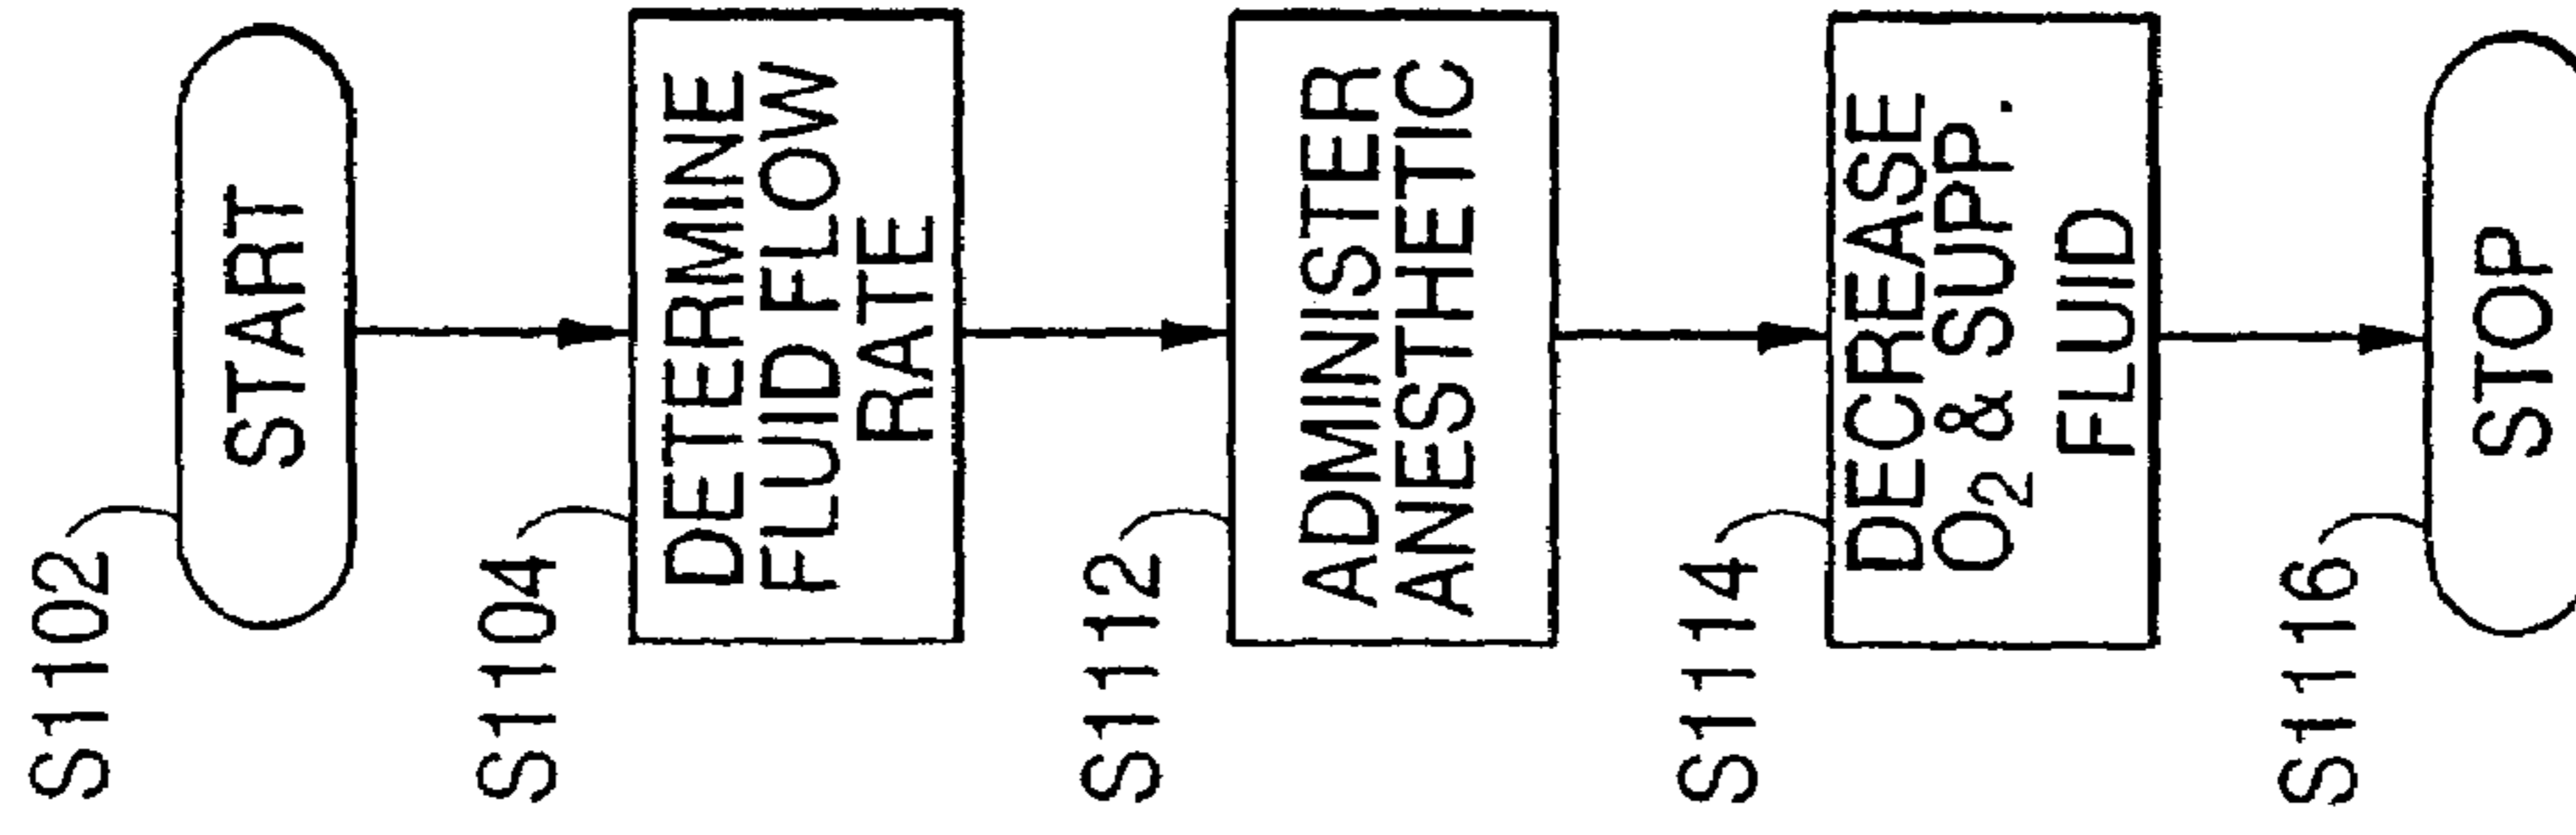 S1102
START
S1104
DETERMINE
FLUID FLOW
RATE
S1112
ADMINISTER
ANESTHETIC
S1114
DECREASE
O₂ & SUPP.
FLUID
S1116
STOP